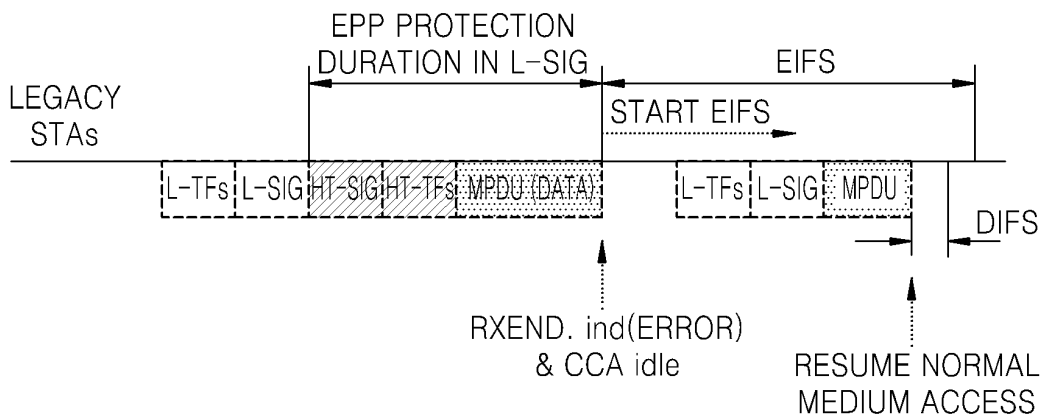 EPP PROTECTION
DURATION IN L-SIG
EIFS
LEGACY
STAs
START EIFS
L-TFs L-SIG HT-SIG HT-TFs MPDU (DATA) L-TFs L-SIG MPDU
DIFS
RXEND. ind(ERROR)
& CCA idle
RESUME NORMAL
MEDIUM ACCESS